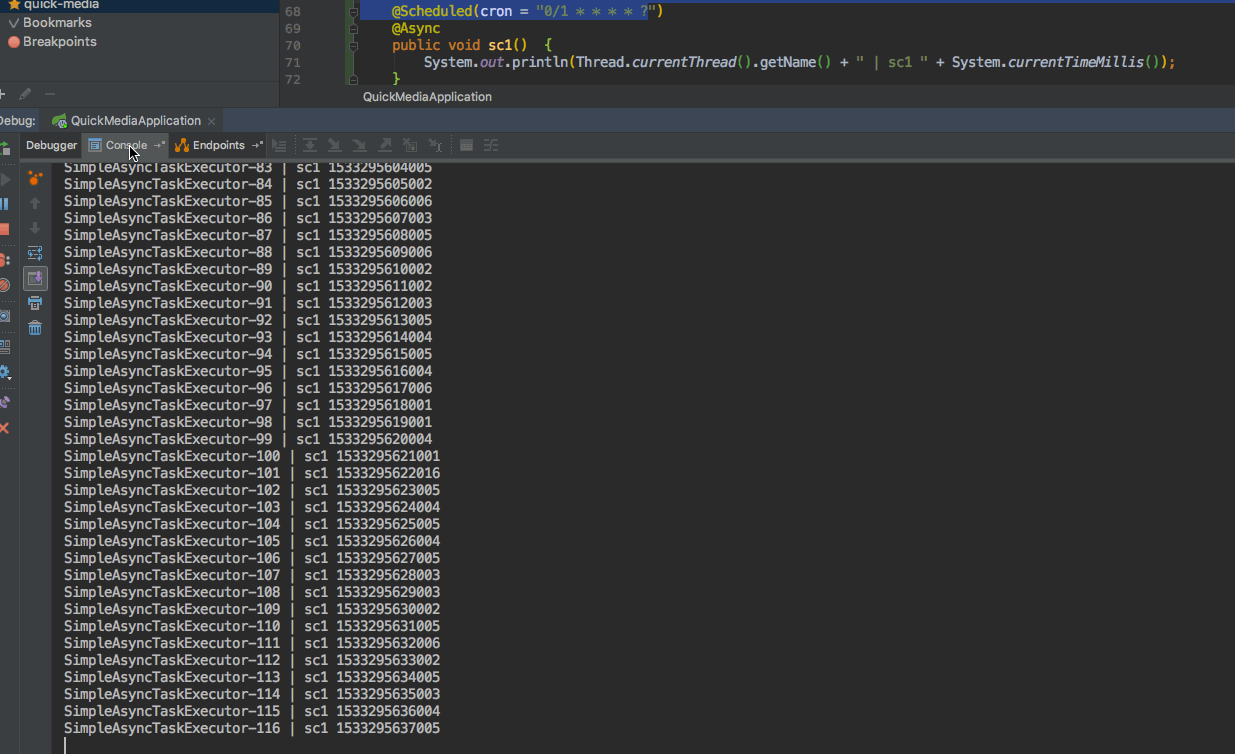 quick-media
Bookmarks
Breakpoints
68 @Scheduled(cron = "0/1 * * * * ?")
69 @Async
70 public void sc1() {
71 System.out.println(Thread.currentThread().getName() + " | sc1 " + System.currentTimeMillis());
72 }
QuickMediaApplication
Debug: QuickMediaApplication ×
Debugger Console Endpoints
SimpleAsyncTaskExecutor-83 | sc1 1533295604005
SimpleAsyncTaskExecutor-84 | sc1 1533295605002
SimpleAsyncTaskExecutor-85 | sc1 1533295606006
SimpleAsyncTaskExecutor-86 | sc1 1533295607003
SimpleAsyncTaskExecutor-87 | sc1 1533295608005
SimpleAsyncTaskExecutor-88 | sc1 1533295609006
SimpleAsyncTaskExecutor-89 | sc1 1533295610002
SimpleAsyncTaskExecutor-90 | sc1 1533295611002
SimpleAsyncTaskExecutor-91 | sc1 1533295612003
SimpleAsyncTaskExecutor-92 | sc1 1533295613005
SimpleAsyncTaskExecutor-93 | sc1 1533295614004
SimpleAsyncTaskExecutor-94 | sc1 1533295615005
SimpleAsyncTaskExecutor-95 | sc1 1533295616004
SimpleAsyncTaskExecutor-96 | sc1 1533295617006
SimpleAsyncTaskExecutor-97 | sc1 1533295618001
SimpleAsyncTaskExecutor-98 | sc1 1533295619001
SimpleAsyncTaskExecutor-99 | sc1 1533295620004
SimpleAsyncTaskExecutor-100 | sc1 1533295621001
SimpleAsyncTaskExecutor-101 | sc1 1533295622016
SimpleAsyncTaskExecutor-102 | sc1 1533295623005
SimpleAsyncTaskExecutor-103 | sc1 1533295624004
SimpleAsyncTaskExecutor-104 | sc1 1533295625005
SimpleAsyncTaskExecutor-105 | sc1 1533295626004
SimpleAsyncTaskExecutor-106 | sc1 1533295627005
SimpleAsyncTaskExecutor-107 | sc1 1533295628003
SimpleAsyncTaskExecutor-108 | sc1 1533295629003
SimpleAsyncTaskExecutor-109 | sc1 1533295630002
SimpleAsyncTaskExecutor-110 | sc1 1533295631005
SimpleAsyncTaskExecutor-111 | sc1 1533295632006
SimpleAsyncTaskExecutor-112 | sc1 1533295633002
SimpleAsyncTaskExecutor-113 | sc1 1533295634005
SimpleAsyncTaskExecutor-114 | sc1 1533295635003
SimpleAsyncTaskExecutor-115 | sc1 1533295636004
SimpleAsyncTaskExecutor-116 | sc1 1533295637005